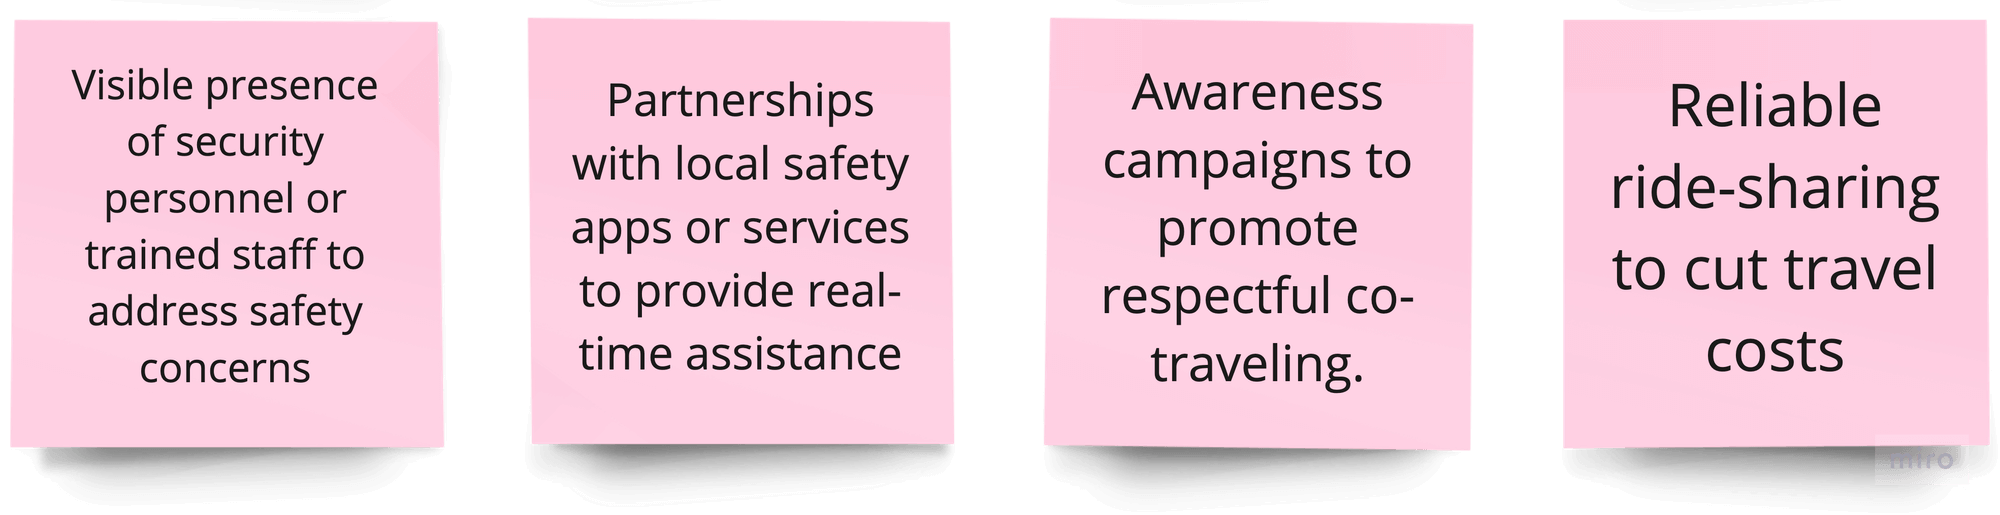 Visible presence
of security
personnel or
trained staff to
address safety
concerns
Partnerships
with local safety
apps or services
to provide real-
time assistance
Awareness
campaigns to
promote
respectful co-
traveling.
Reliable
ride-sharing
to cut travel
costs
miro